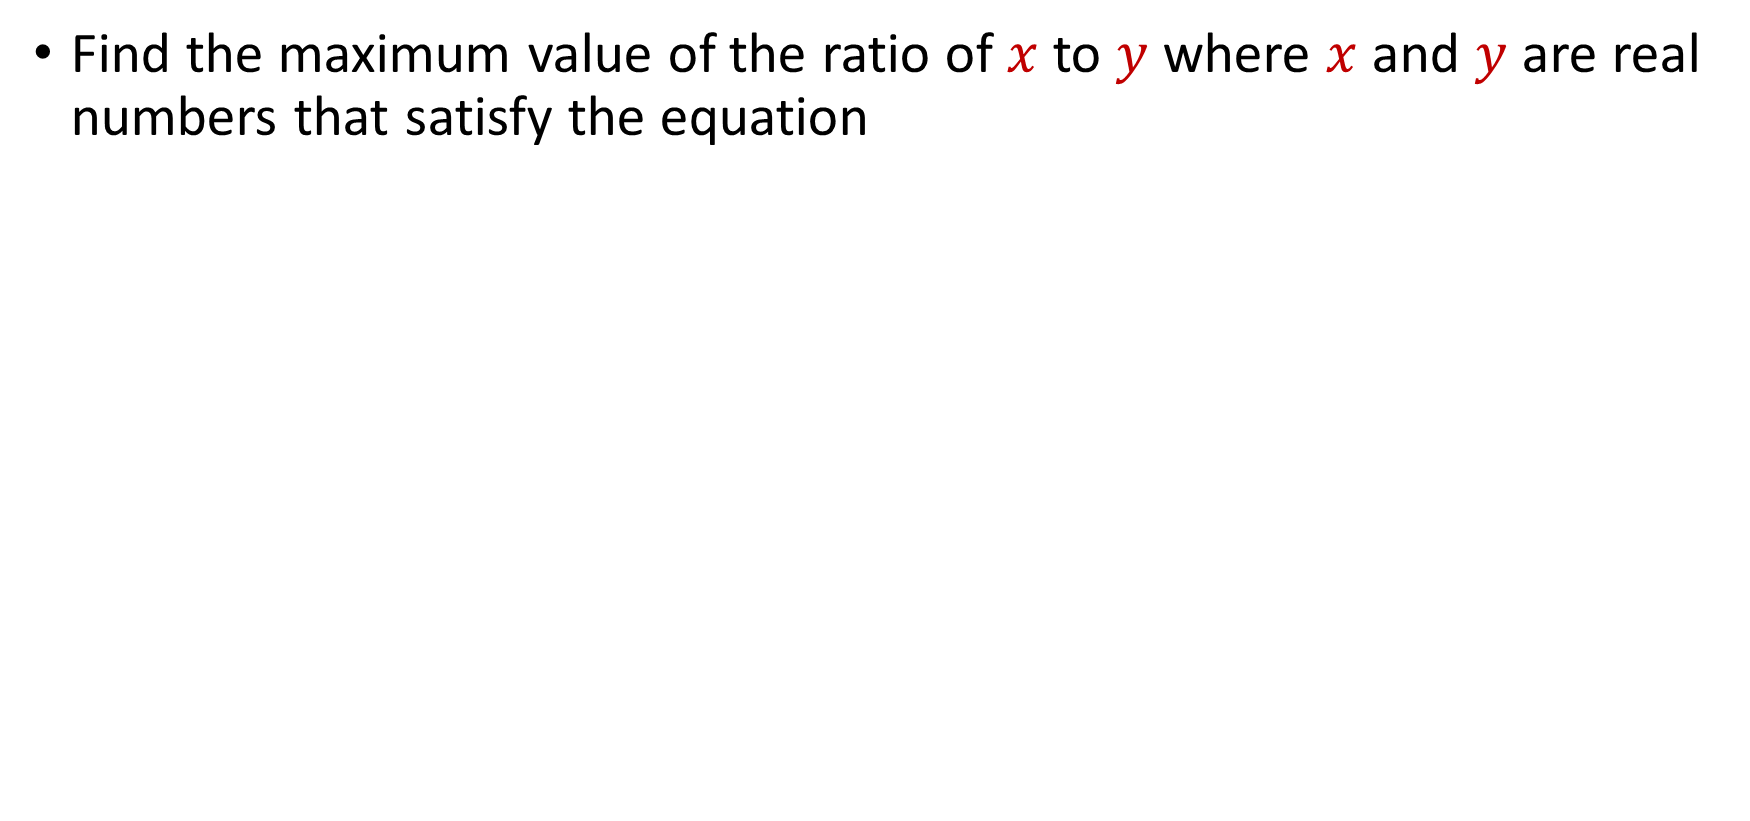 • Find the maximum value of the ratio of x to y where x and y are real
numbers that satisfy the equation